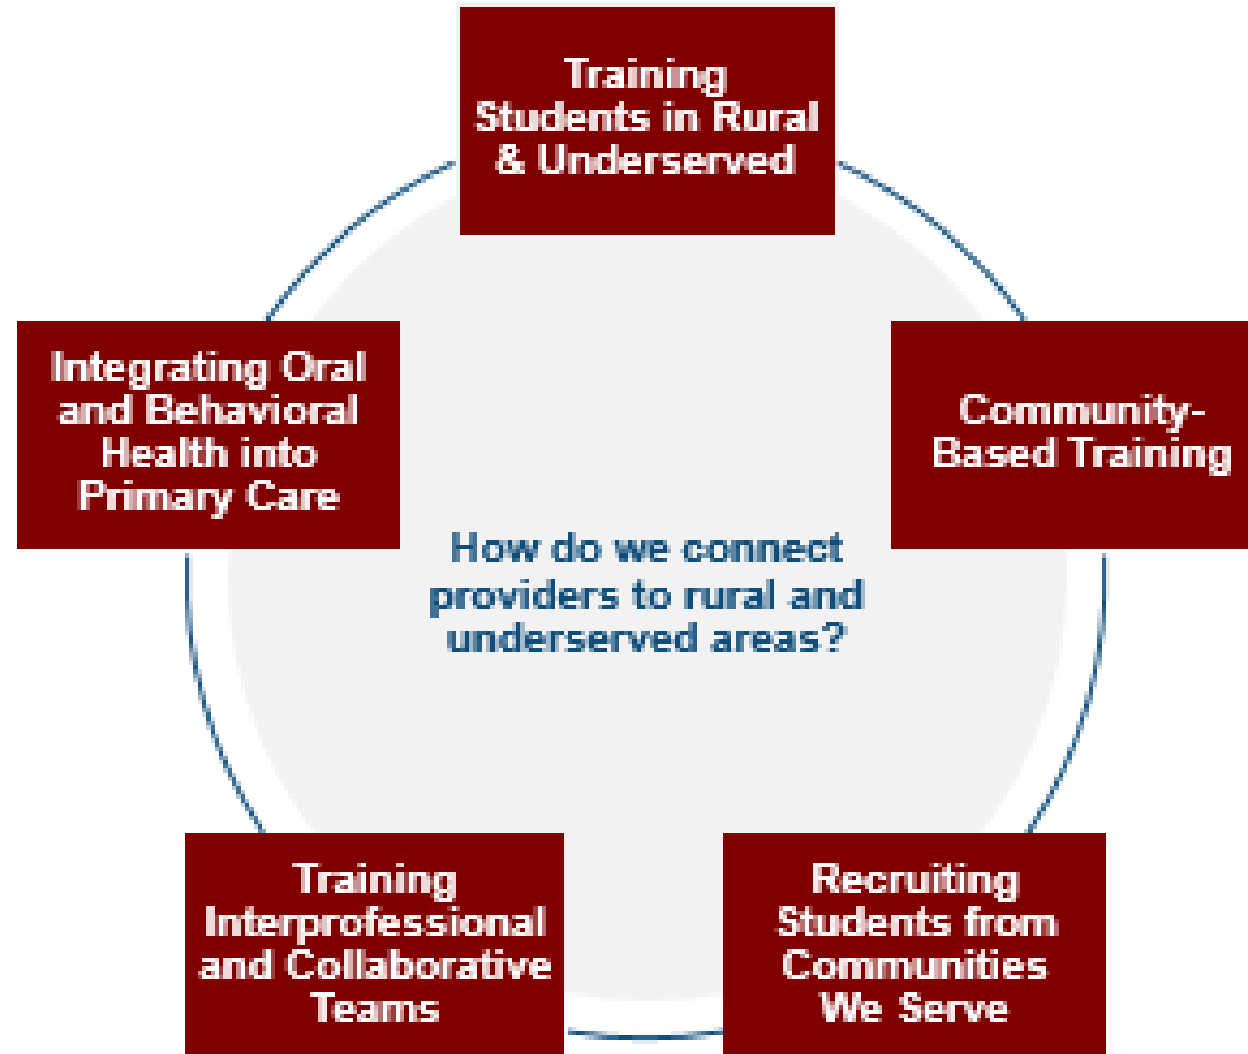 Training
Students in Rural
& Underserved
Community-
Based Training
Recruiting
Students from
Communities
We Serve
Training
Interprofessional
and Collaborative
Teams
Integrating Oral
and Behavioral
Health into
Primary Care
How do we connect
providers to rural and
underserved areas?